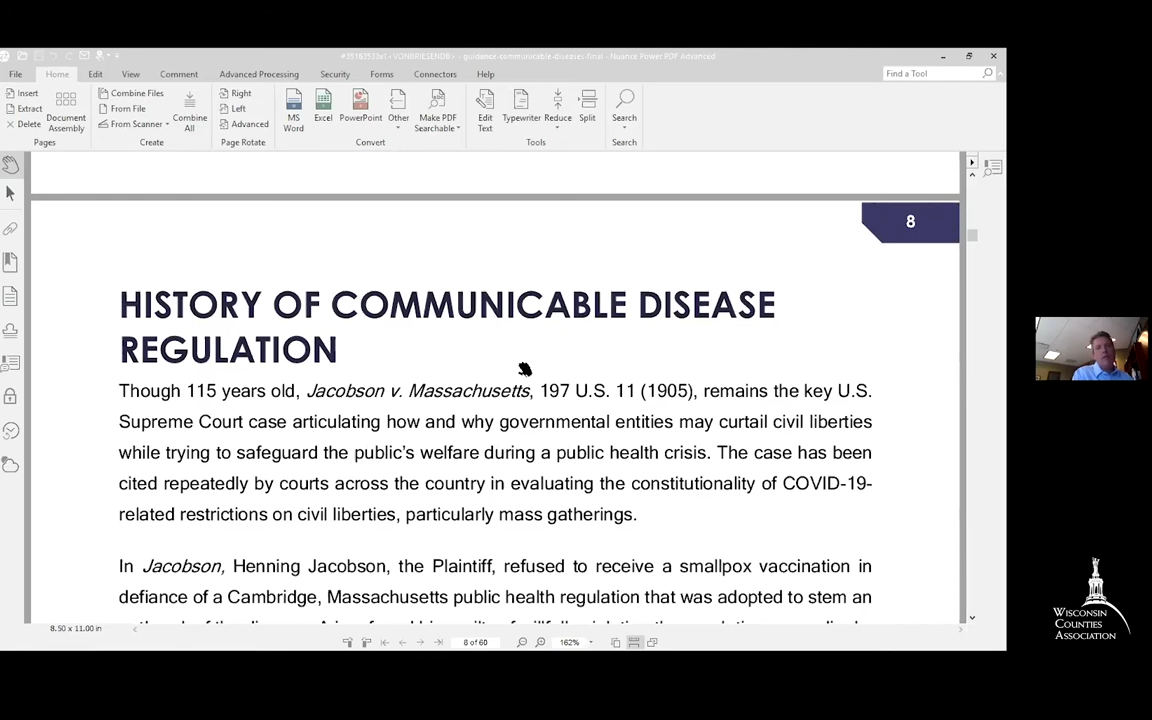 guidance-communicable-diseases-final - Nuance Power PDF Advanced
File Home Edit View Comment Advanced Processing Security Forms Connectors Help
Find a Tool
Insert
Extract
Delete
Document
Assembly
Pages
Combine Files
From File
From Scanner
Combine
All
Create
Right
Left
Advanced
Page Rotate
MS
Word
Excel
PowerPoint
Other
Make PDF
Searchable
Convert
Edit
Text
Typewriter
Reduce
Split
Tools
Search
Search
8
HISTORY OF COMMUNICABLE DISEASE
REGULATION
Though 115 years old, Jacobson v. Massachusetts, 197 U.S. 11 (1905), remains the key U.S.
Supreme Court case articulating how and why governmental entities may curtail civil liberties
while trying to safeguard the public's welfare during a public health crisis. The case has been
cited repeatedly by courts across the country in evaluating the constitutionality of COVID-19-
related restrictions on civil liberties, particularly mass gatherings.
In Jacobson, Henning Jacobson, the Plaintiff, refused to receive a smallpox vaccination in
defiance of a Cambridge, Massachusetts public health regulation that was adopted to stem an
8.50 x 11.00 in
8 of 60
162%
WISCONSIN
COUNTIES
ASSOCIATION